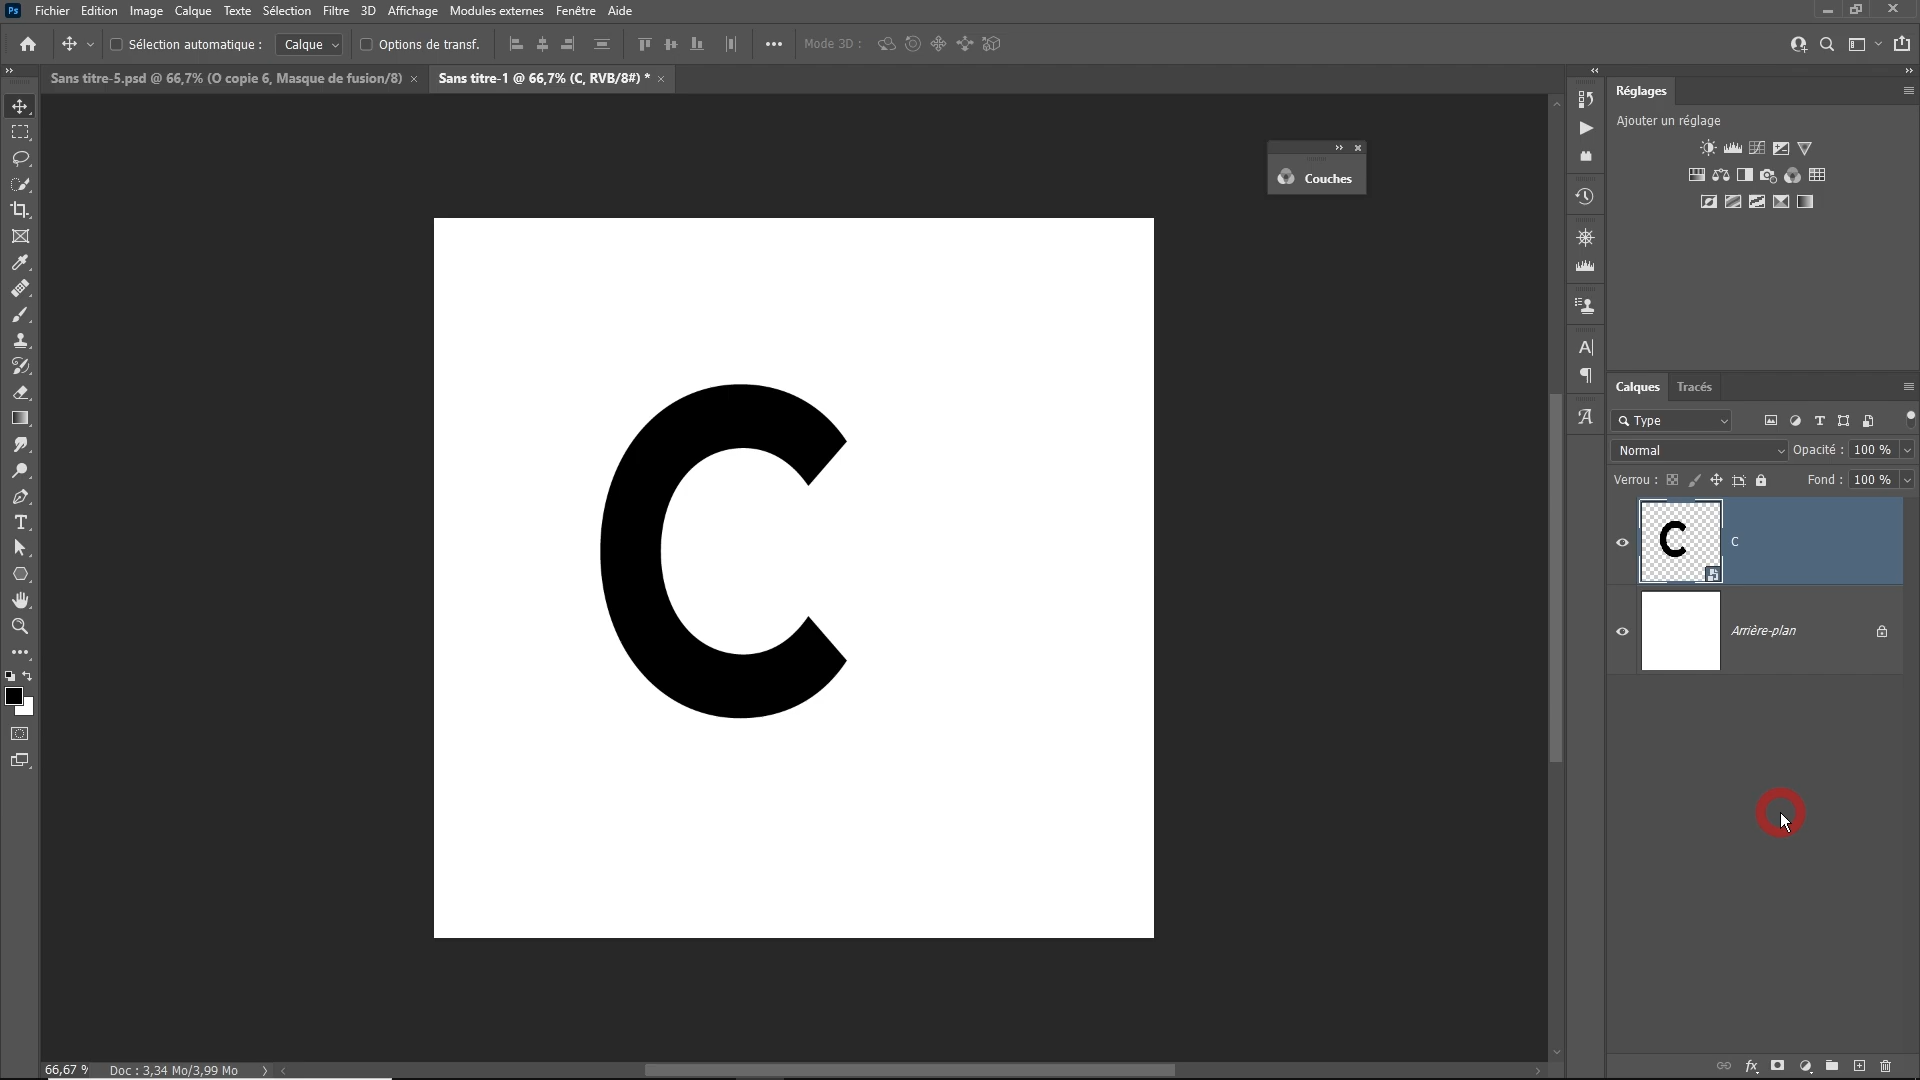 Ps Fichier Edition Image Calque Texte Sélection Filtre 3D Affichage Modules externes Fenêtre Aide
Sélection automatique : Calque Options de transf. Mode 3D :
Sans titre-5.psd @ 66,7% (O copie 6, Masque de fusion/8) × Sans titre-1 @ 66,7% (C, RVB/8#) * ×
Réglages
Ajouter un réglage
Couches
C
Calques Tracés
Type
Normal Opacité : 100 %
Verrou : Fond : 100 %
C C
Arrière-plan
66,67 % Doc : 3,34 Mo/3,99 Mo